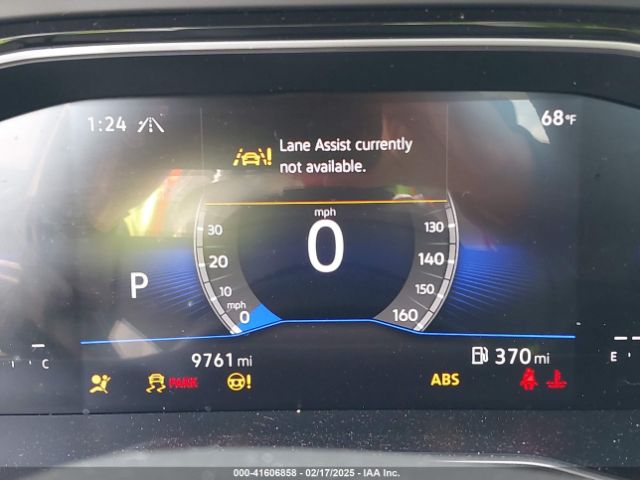 1:24
68°F
Lane Assist currently
not available.
mph
0
30
20
10
mph
0
130
140
150
160
P
C
9761 mi
370 mi
E
PARK
ABS
000-41606858 - 02/17/2025 - IAA Inc.